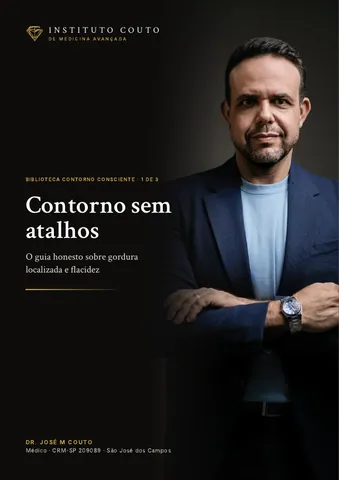 INSTITUTO COUTO
DE MEDICINA AVANÇADA
BIBLIOTECA CONTORNO CONSCIENTE · 1 DE 3
Contorno sem
atalhos
O guia honesto sobre gordura
localizada e flacidez
DR. JOSÉ M COUTO
Médico · CRM-SP 209089 · São José dos Campos